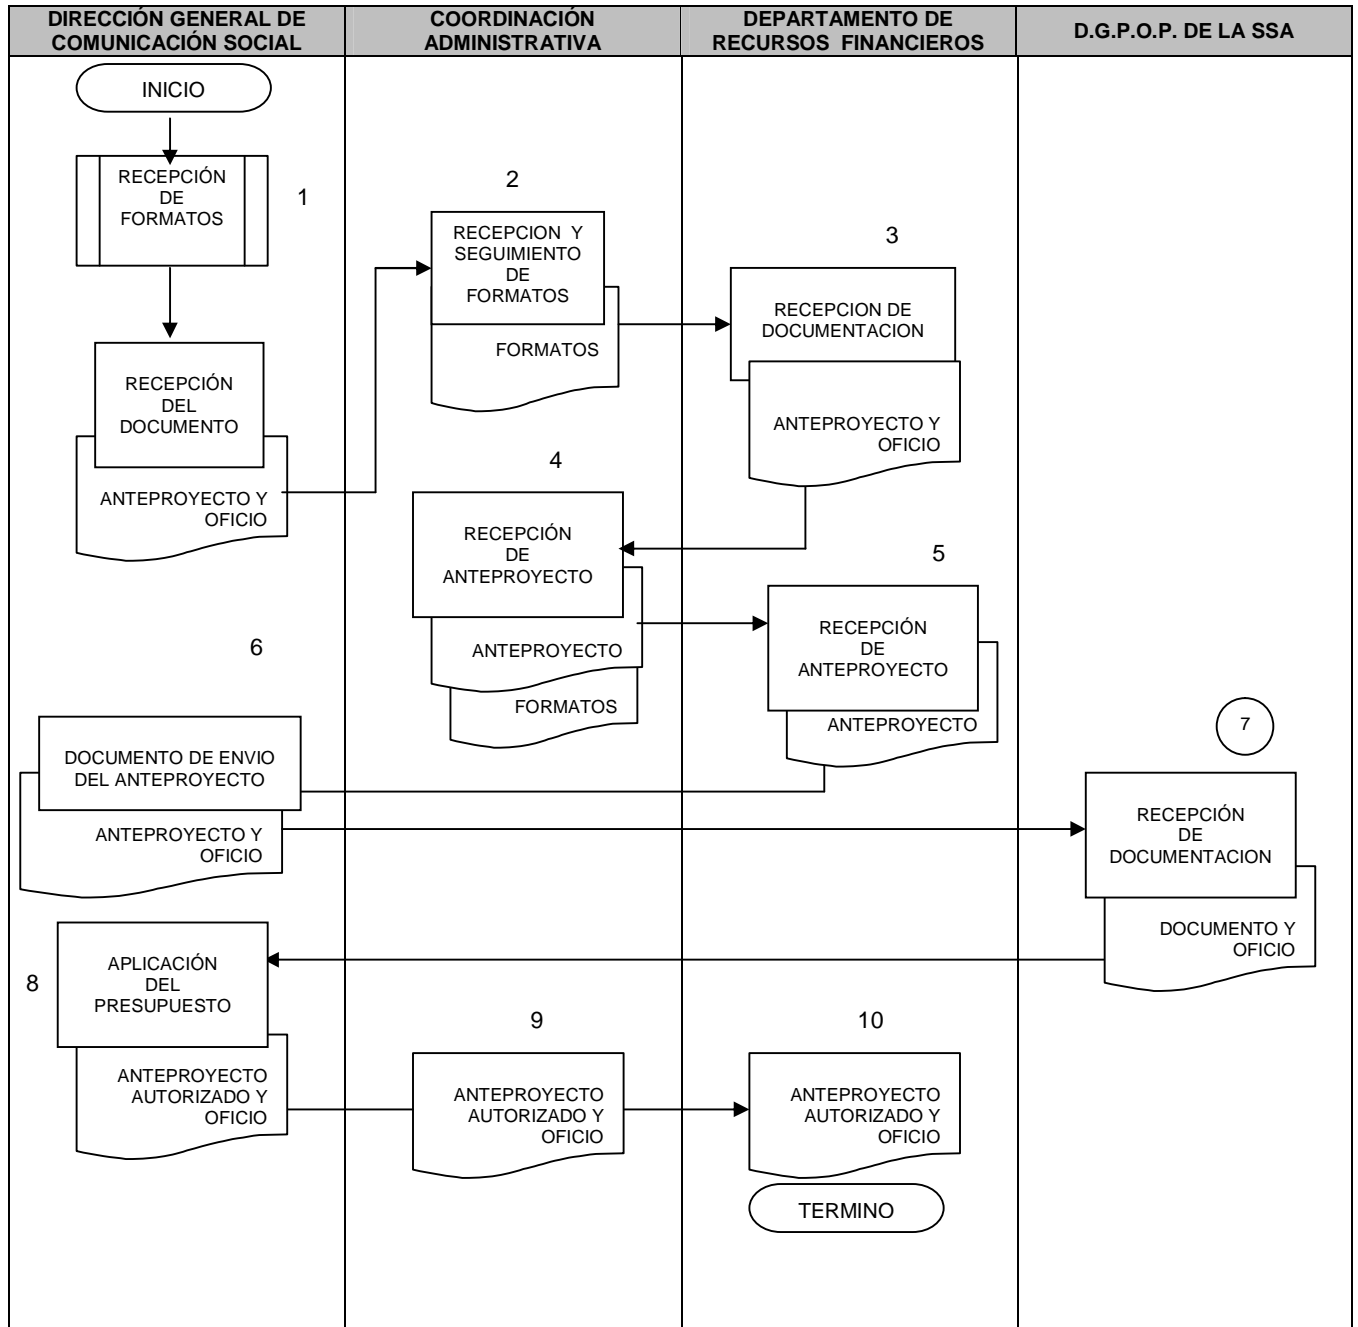 DIRECCIÓN GENERAL DE
COMUNICACIÓN SOCIAL
COORDINACIÓN
ADMINISTRATIVA
DEPARTAMENTO DE
RECURSOS FINANCIEROS
D.G.P.O.P. DE LA SSA
INICIO
RECEPCIÓN
DE
FORMATOS
1
RECEPCIÓN
DEL
DOCUMENTO
ANTEPROYECTO Y
OFICIO
2
RECEPCION Y
SEGUIMIENTO
DE
FORMATOS
FORMATOS
3
RECEPCION DE
DOCUMENTACION
ANTEPROYECTO Y
OFICIO
4
RECEPCIÓN
DE
ANTEPROYECTO
ANTEPROYECTO
FORMATOS
5
RECEPCIÓN
DE
ANTEPROYECTO
ANTEPROYECTO
6
DOCUMENTO DE ENVIO
DEL ANTEPROYECTO
ANTEPROYECTO Y
OFICIO
7
RECEPCIÓN
DE
DOCUMENTACION
DOCUMENTO Y
OFICIO
8
APLICACIÓN
DEL
PRESUPUESTO
ANTEPROYECTO
AUTORIZADO Y
OFICIO
9
ANTEPROYECTO
AUTORIZADO Y
OFICIO
10
ANTEPROYECTO
AUTORIZADO Y
OFICIO
TERMINO